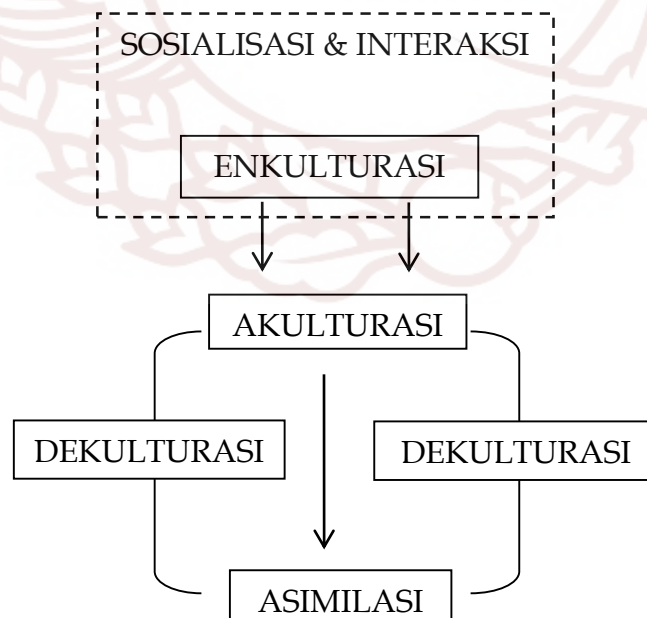 SOSIALISASI & INTERAKSI
ENKULTURASI
AKULTURASI
DEKULTURASI
DEKULTURASI
ASIMILASI